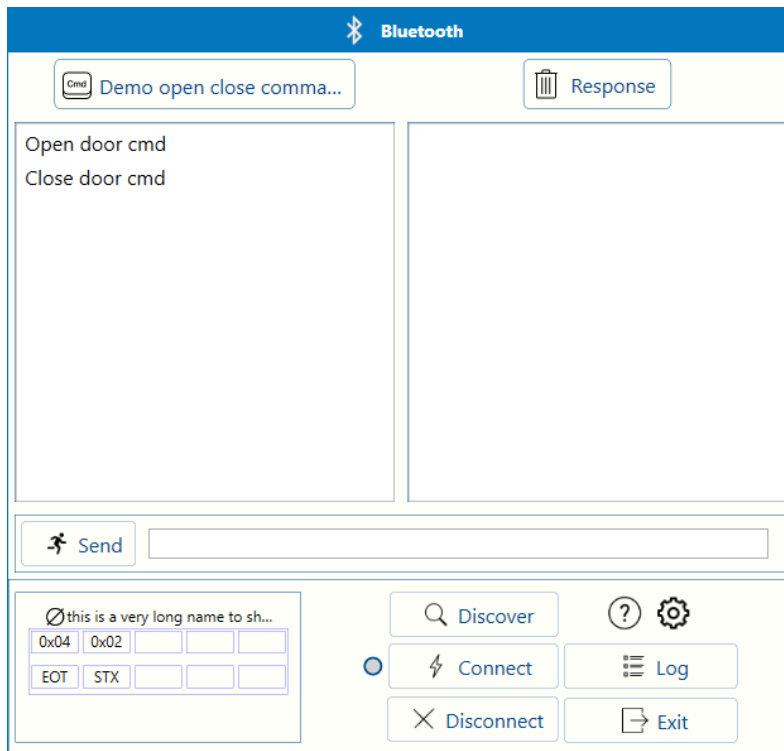 Bluetooth
Cmd Demo open close comma...
Response
Open door cmd
Close door cmd
Send
this is a very long name to sh...
0x04 0x02
EOT STX
Discover
?
Connect
Log
Disconnect
Exit